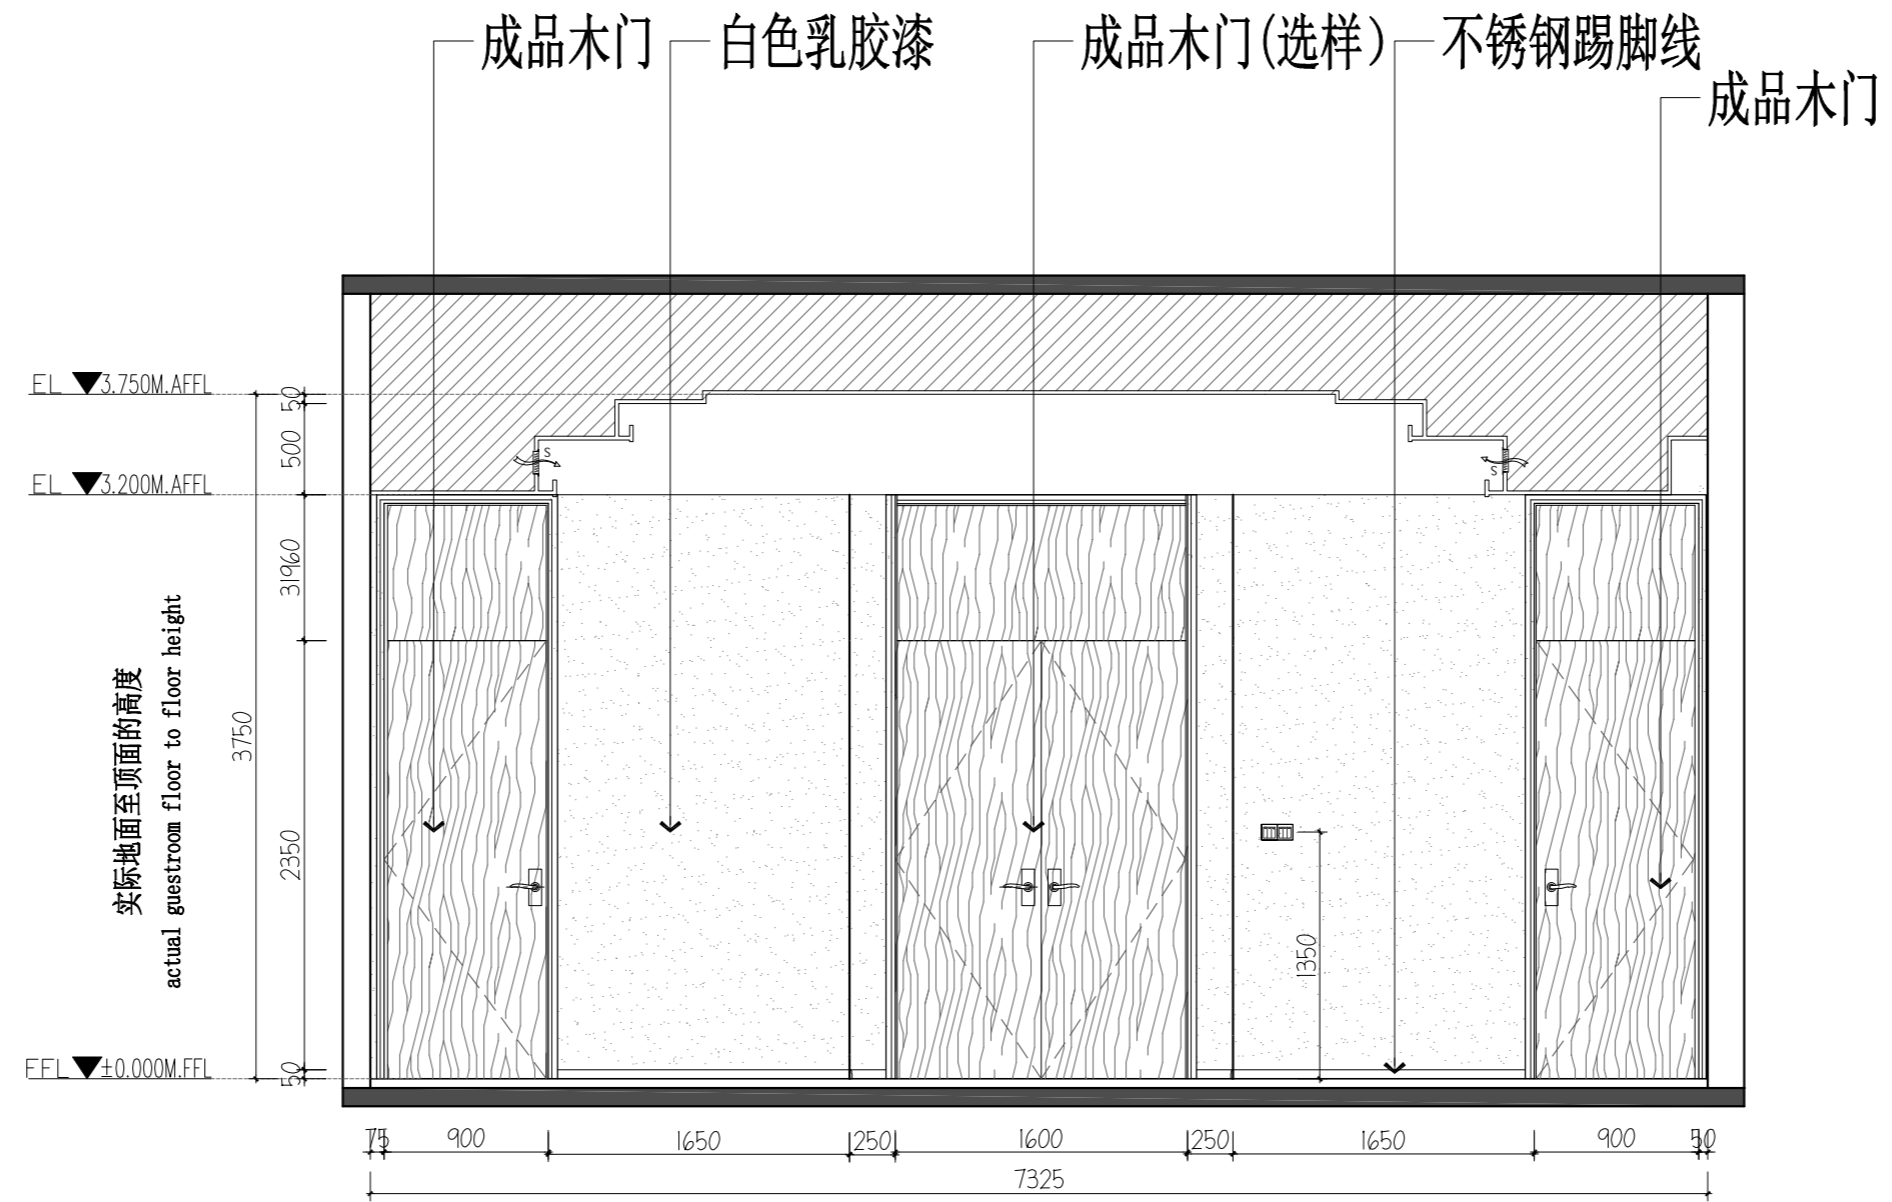 成品木门
白色乳胶漆
成品木门(选样)
不锈钢踢脚线
成品木门
EL 3.750M.AFFL
50
500
S
S
EL 3.200M.AFFL
31960
实际地面至顶面的高度
actual guestroom floor to floor height
3750
2350
1350
FFL ±0.000M.FFL
50
75 900 1650 250 1600 250 1650 900 50
7325